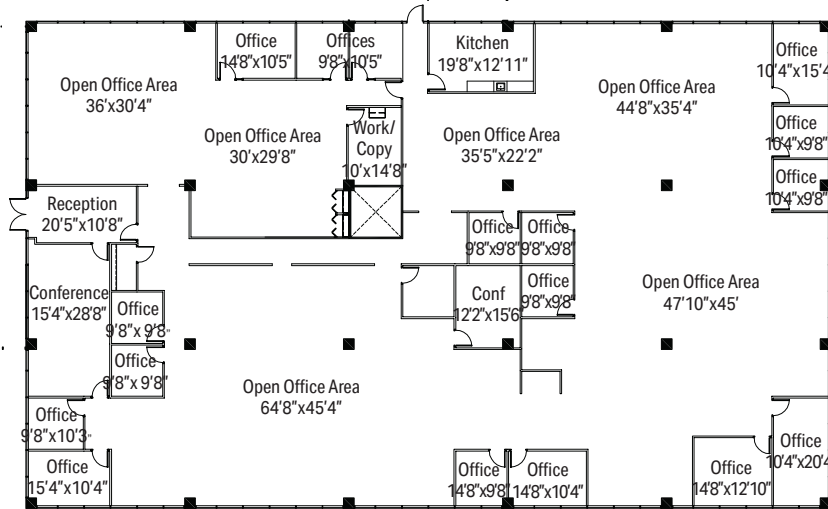 Office
14'8"x10'5"
Offices
9'8"x10'5"
Kitchen
19'8"x12'11"
Office
10'4"x15'4
Open Office Area
36'x30'4"
Open Office Area
44'8"x35'4"
Open Office Area
30'x29'8"
Work/
Copy
10'x14'8"
Open Office Area
35'5"x22'2"
Office
10'4"x9'8"
Office
10'4"x9'8"
Reception
20'5"x10'8"
Office
9'8"x9'8"
Office
9'8"x9'8"
Conference
15'4"x28'8"
Office
9'8"x 9'8"
Conf
12'2"x15'6"
Office
9'8"x9'8"
Open Office Area
47'10"x45'
Office
9'8"x 9'8"
Open Office Area
64'8"x45'4"
Office
9'8"x10'3"
Office
15'4"x10'4"
Office
14'8"x9'8"
Office
14'8"x10'4"
Office
14'8"x12'10"
Office
10'4"x20'4